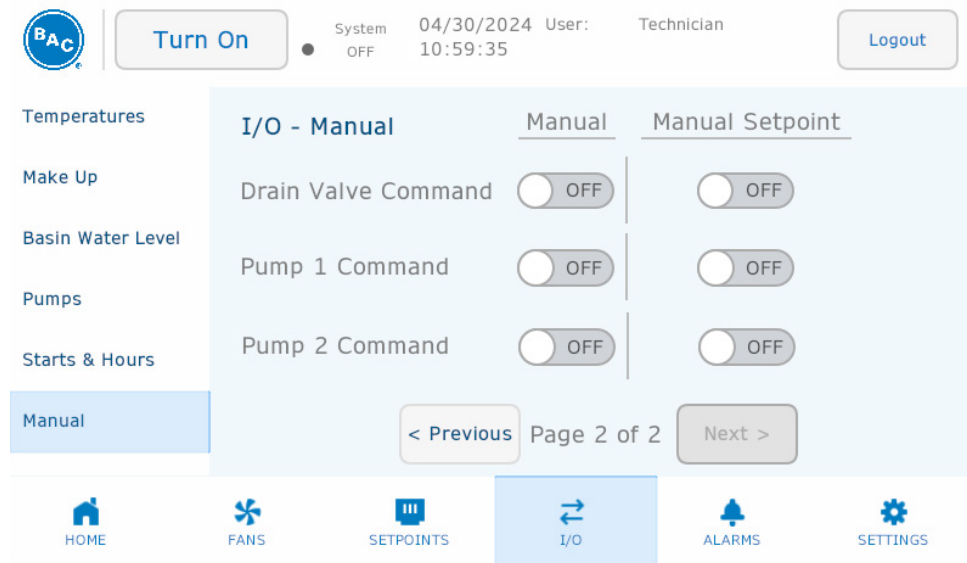 BAC
Turn On
System
OFF
04/30/2024 User: Technician
10:59:35
Logout
Temperatures
Make Up
Basin Water Level
Pumps
Starts & Hours
Manual
I/O - Manual Manual Manual Setpoint
Drain Valve Command OFF OFF
Pump 1 Command OFF OFF
Pump 2 Command OFF OFF
< Previous Page 2 of 2 Next >
HOME FANS SETPOINTS I/O ALARMS SETTINGS